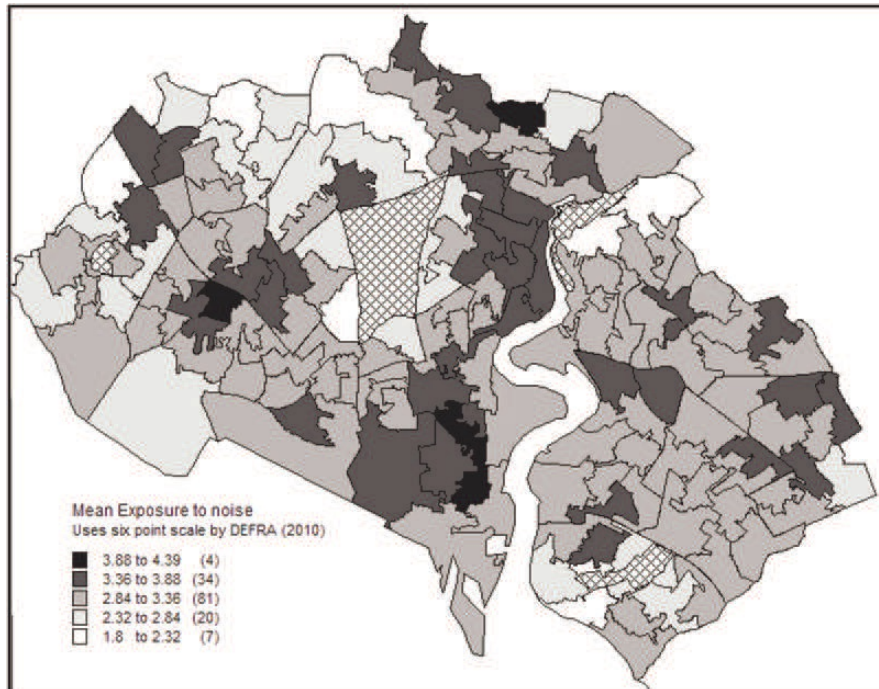 Mean Exposure to noise
Uses six point scale by DEFRA (2010)
3.88 to 4.39 (4)
3.36 to 3.88 (34)
2.84 to 3.36 (81)
2.32 to 2.84 (20)
1.8 to 2.32 (7)